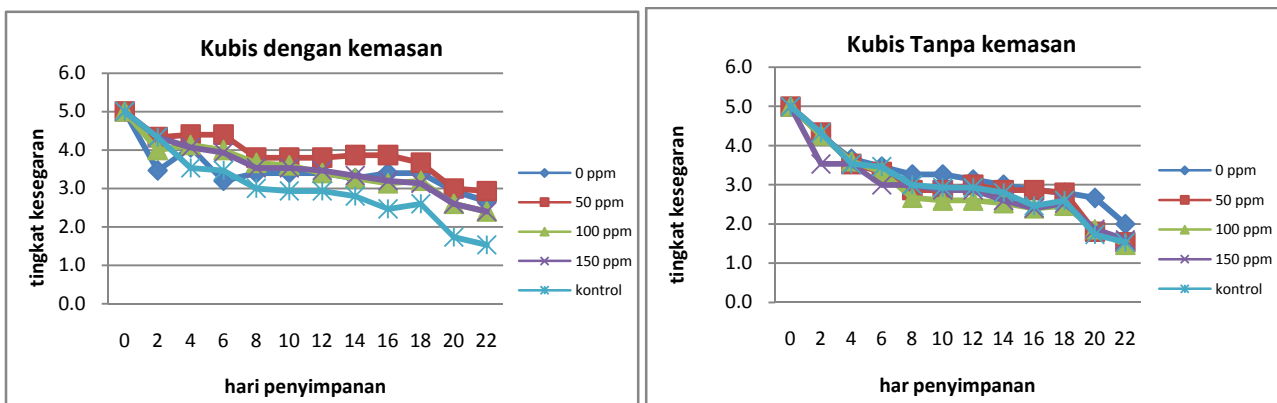 Kubis dengan kemasan
6.0
5.0
4.0
3.0
2.0
1.0
0.0
tingkat kesegaran
0 2 4 6 8 10 12 14 16 18 20 22
hari penyimpanan
0 ppm
50 ppm
100 ppm
150 ppm
kontrol
Kubis Tanpa kemasan
6.0
5.0
4.0
3.0
2.0
1.0
0.0
tingkat kesegaran
0 2 4 6 8 10 12 14 16 18 20 22
har penyimpanan
0 ppm
50 ppm
100 ppm
150 ppm
kontrol